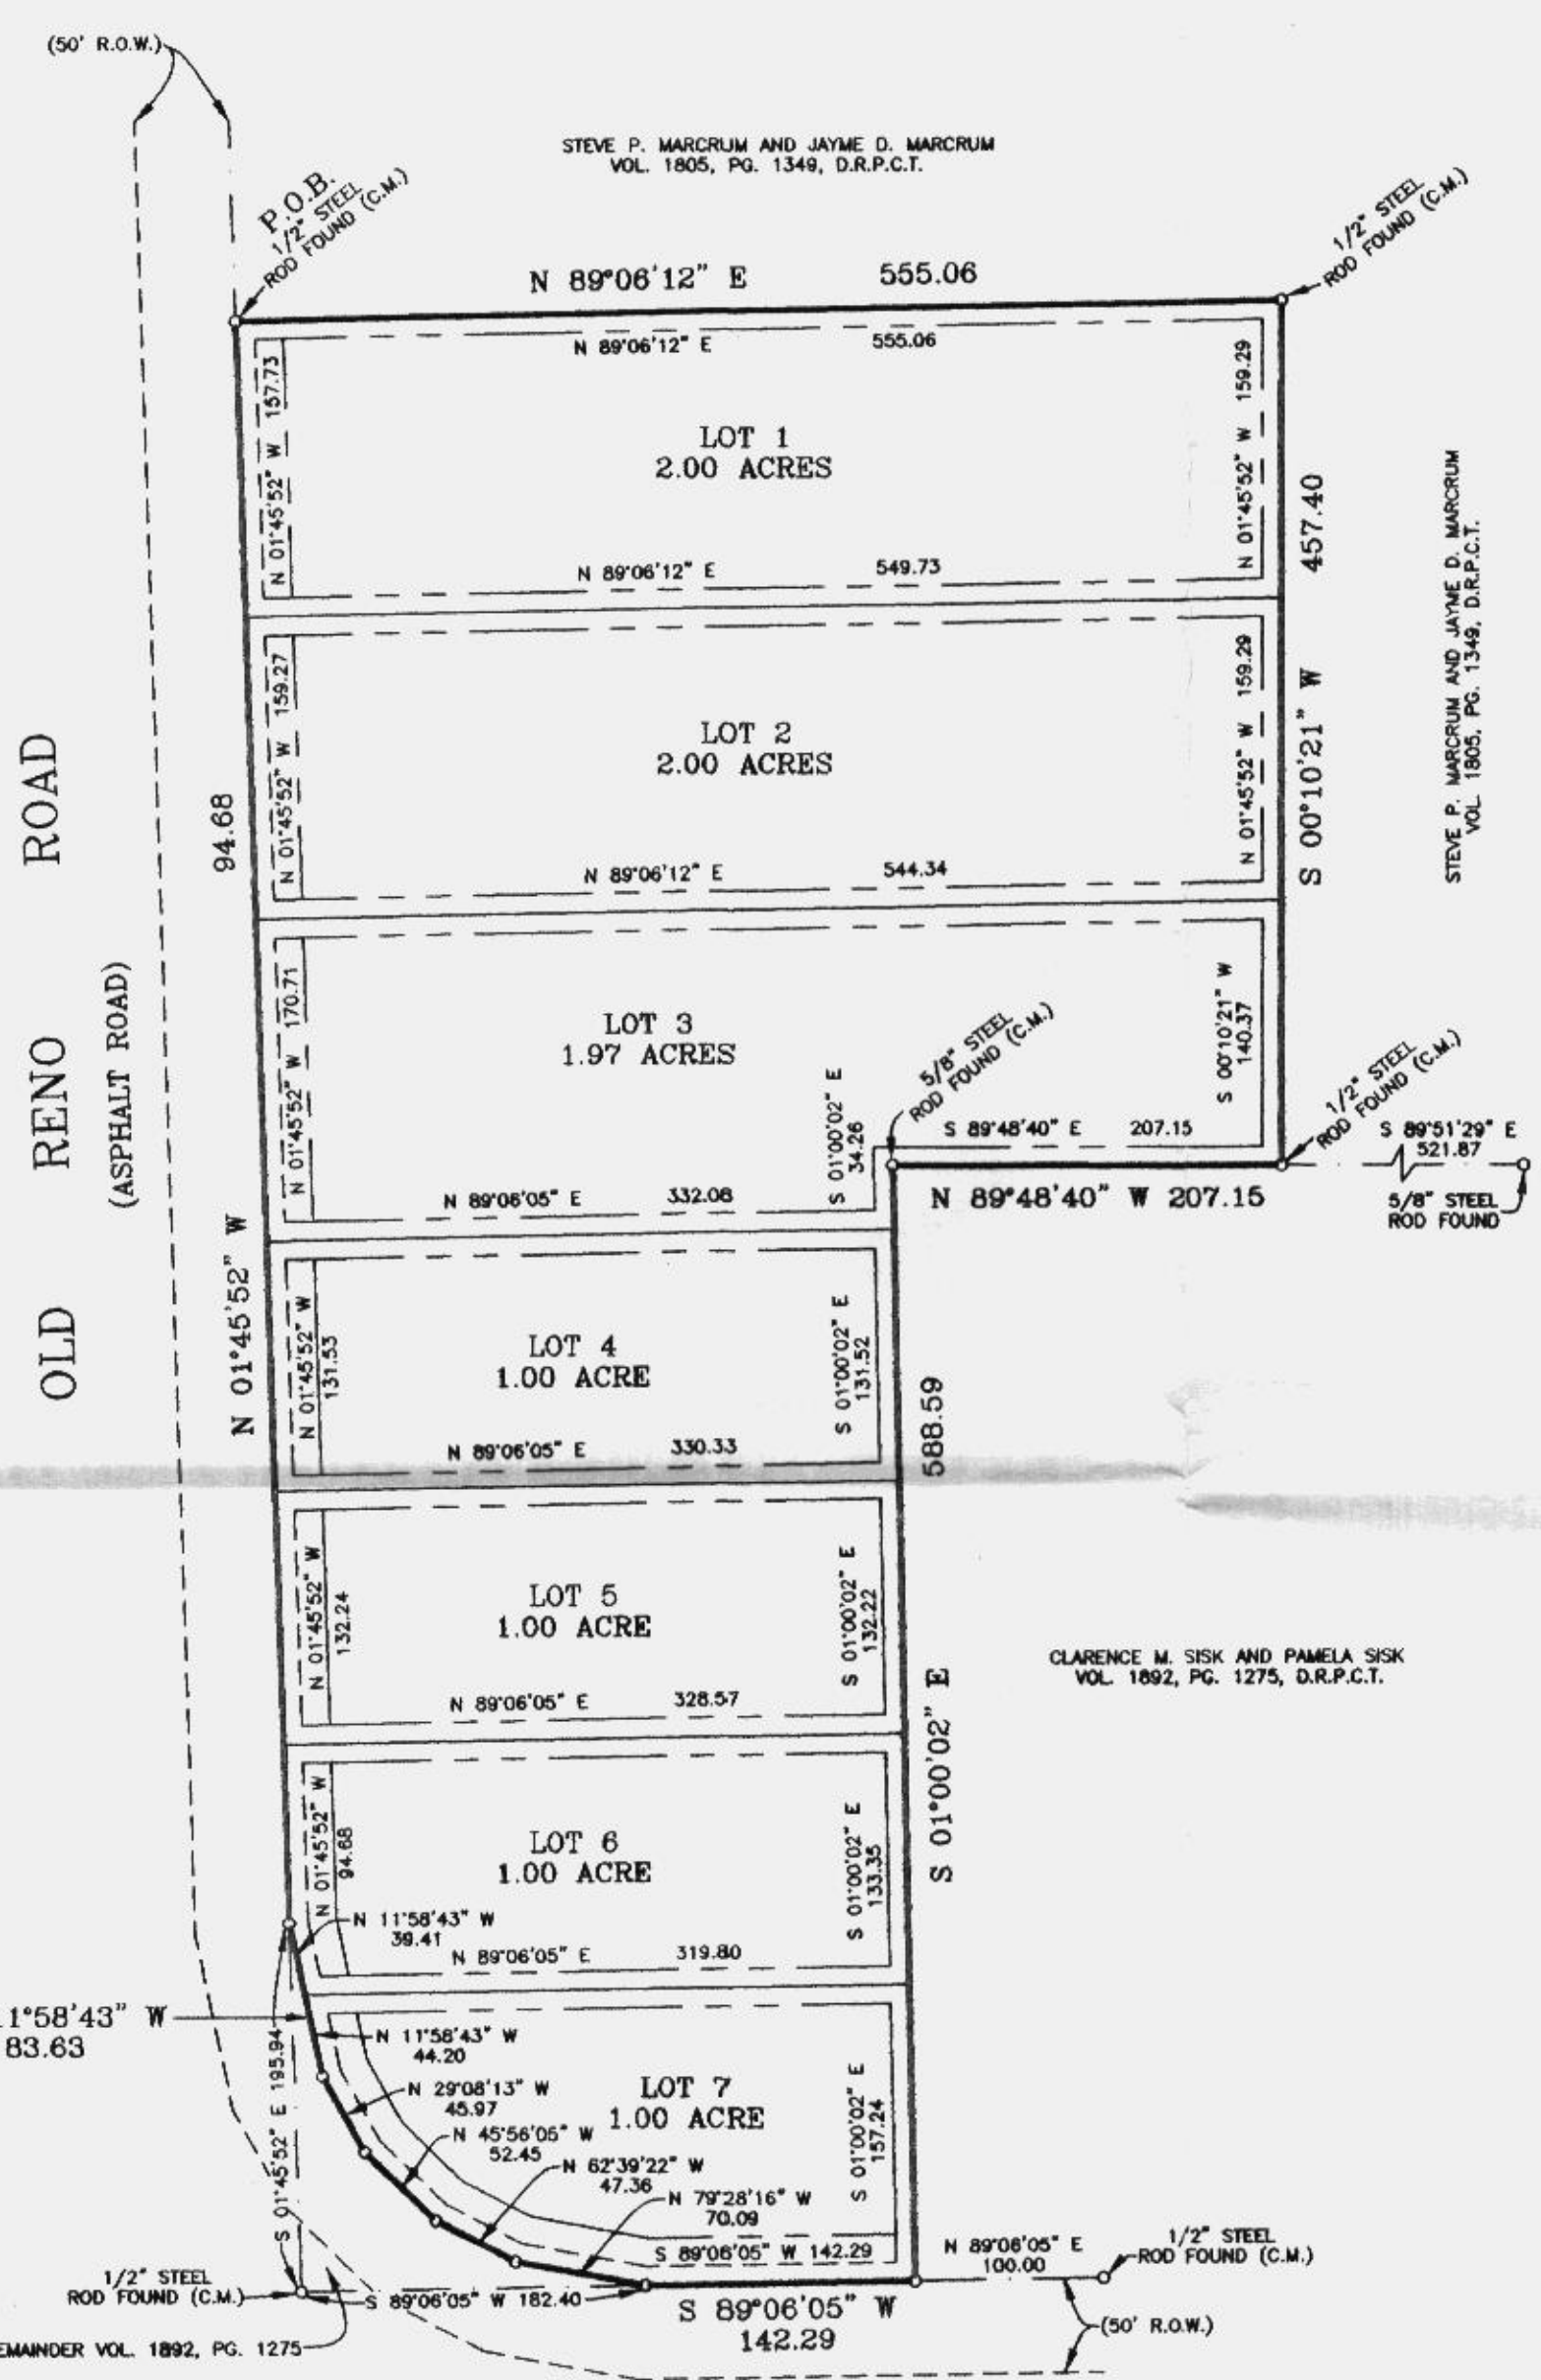 (50' R.O.W.)
STEVE P. MARCRUM AND JAYME D. MARCRUM
VOL. 1805, PG. 1349, D.R.P.C.T.
P.O.B.
1/2" STEEL
ROD FOUND (C.M.)
1/2" STEEL
ROD FOUND (C.M.)
N 89°06'12" E 555.06
N 89°06'12" E 555.06
N 01°45'52" W 157.73
LOT 1
2.00 ACRES
N 01°45'52" W 159.29
N 89°06'12" E 549.73
S 00°10'21" W 457.40
STEVE P. MARCRUM AND JAYME D. MARCRUM
VOL. 1805, PG. 1349, D.R.P.C.T.
N 01°45'52" W 159.27
LOT 2
2.00 ACRES
N 01°45'52" W 159.29
N 89°06'12" E 544.34
OLD RENO ROAD
(ASPHALT ROAD)
N 01°45'52" W 94.68
N 01°45'52" W 170.71
LOT 3
1.97 ACRES
S 00°10'21" W
140.37
5/8" STEEL
ROD FOUND (C.M.)
1/2" STEEL
ROD FOUND (C.M.)
S 01°00'02" E
34.26
S 89°48'40" E 207.15
N 89°06'05" E 332.08
N 89°48'40" W 207.15
S 89°51'29" E
521.87
5/8" STEEL
ROD FOUND
N 01°45'52" W
131.53
LOT 4
1.00 ACRE
S 01°00'02" E
131.52
N 89°06'05" E 330.33
S 01°00'02" E 588.59
N 01°45'52" W
132.24
LOT 5
1.00 ACRE
S 01°00'02" E
132.22
N 89°06'05" E 328.57
CLARENCE M. SISK AND PAMELA SISK
VOL. 1892, PG. 1275, D.R.P.C.T.
N 01°45'52" W
94.68
LOT 6
1.00 ACRE
S 01°00'02" E
133.35
N 11°58'43" W
39.41
N 89°06'05" E 319.80
1°58'43" W
83.63
N 11°58'43" W
44.20
N 29°08'13" W
45.97
LOT 7
1.00 ACRE
N 45°56'05" W
52.45
N 62°39'22" W
47.36
N 79°28'16" W
70.09
S 01°00'02" E
157.24
S 01°45'52" E 195.94
S 89°06'05" W 142.29
N 89°06'05" E
100.00
1/2" STEEL
ROD FOUND (C.M.)
1/2" STEEL
ROD FOUND (C.M.)
S 89°06'05" W 182.40
S 89°06'05" W
142.29
(50' R.O.W.)
EMAINDER VOL. 1892, PG. 1275